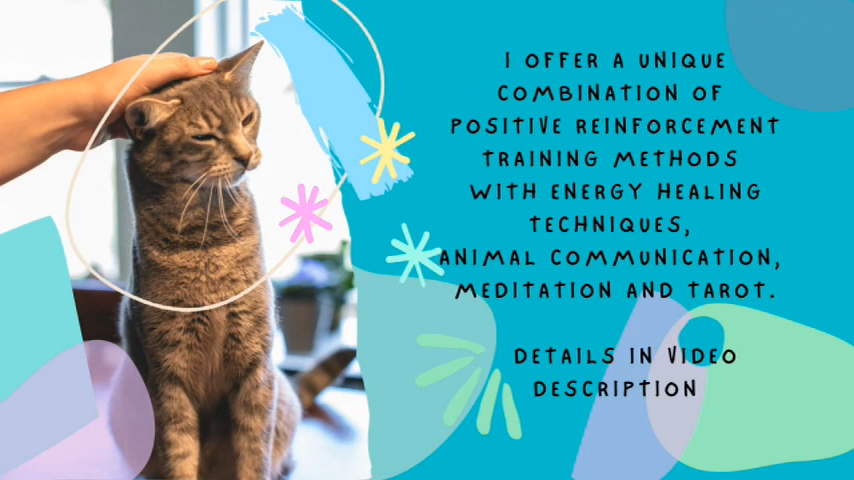 I OFFER A UNIQUE
COMBINATION OF
POSITIVE REINFORCEMENT
TRAINING METHODS
WITH ENERGY HEALING
TECHNIQUES,
ANIMAL COMMUNICATION,
MEDITATION AND TAROT.
DETAILS IN VIDEO
DESCRIPTION